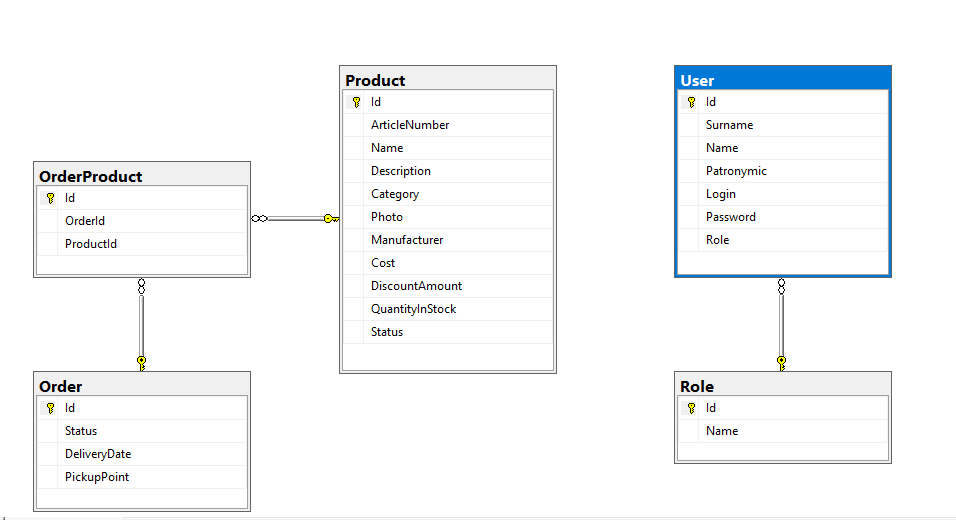 Product
Id
ArticleNumber
Name
Description
Category
Photo
Manufacturer
Cost
DiscountAmount
QuantityInStock
Status
User
Id
Surname
Name
Patronymic
Login
Password
Role
OrderProduct
Id
OrderId
ProductId
Order
Id
Status
DeliveryDate
PickupPoint
Role
Id
Name